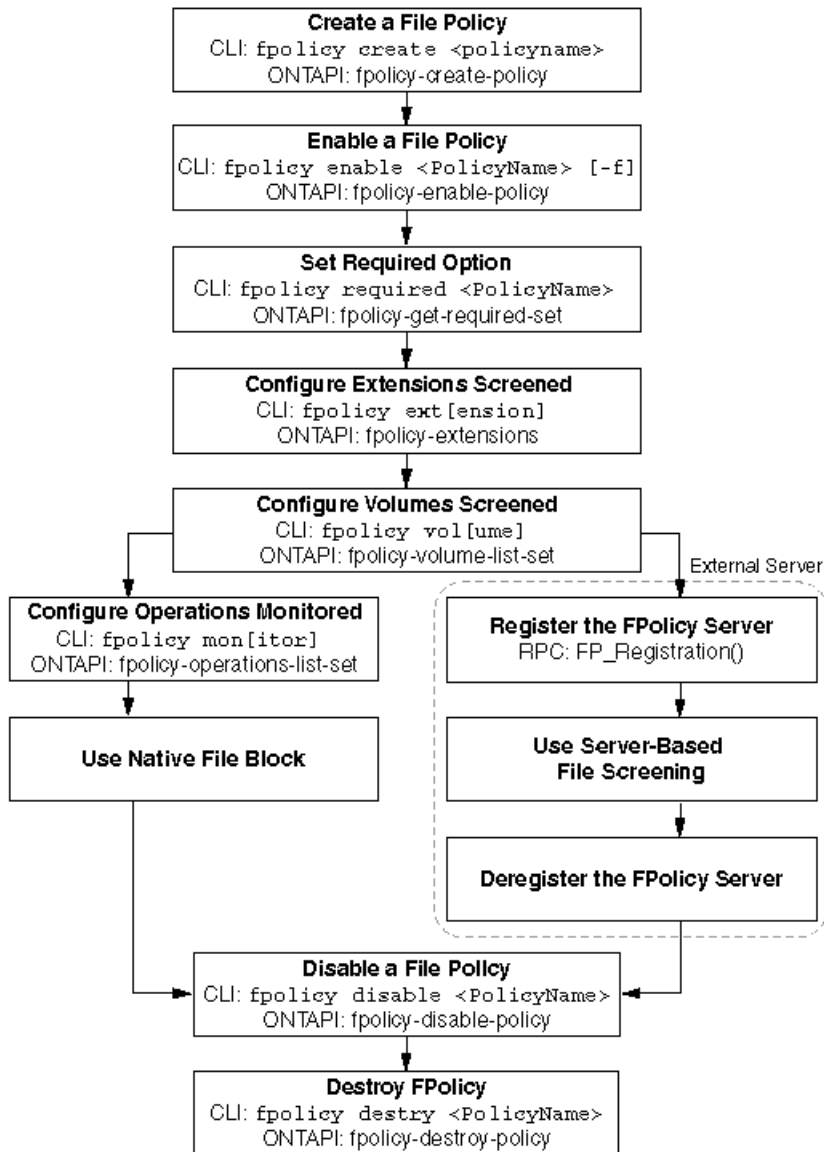 Create a File Policy
CLI: fpolicy create <policyname>
ONTAPI: fpolicy-create-policy
Enable a File Policy
CLI: fpolicy enable <PolicyName> [-f]
ONTAPI: fpolicy-enable-policy
Set Required Option
CLI: fpolicy required <PolicyName>
ONTAPI: fpolicy-get-required-set
Configure Extensions Screened
CLI: fpolicy ext[ension]
ONTAPI: fpolicy-extensions
Configure Volumes Screened
CLI: fpolicy vol[ume]
ONTAPI: fpolicy-volume-list-set
Configure Operations Monitored
CLI: fpolicy mon[itor]
ONTAPI: fpolicy-operations-list-set
Use Native File Block
External Server
Register the FPolicy Server
RPC: FP_Registration()
Use Server-Based
File Screening
Deregister the FPolicy Server
Disable a File Policy
CLI: fpolicy disable <PolicyName>
ONTAPI: fpolicy-disable-policy
Destroy FPolicy
CLI: fpolicy destry <PolicyName>
ONTAPI: fpolicy-destroy-policy